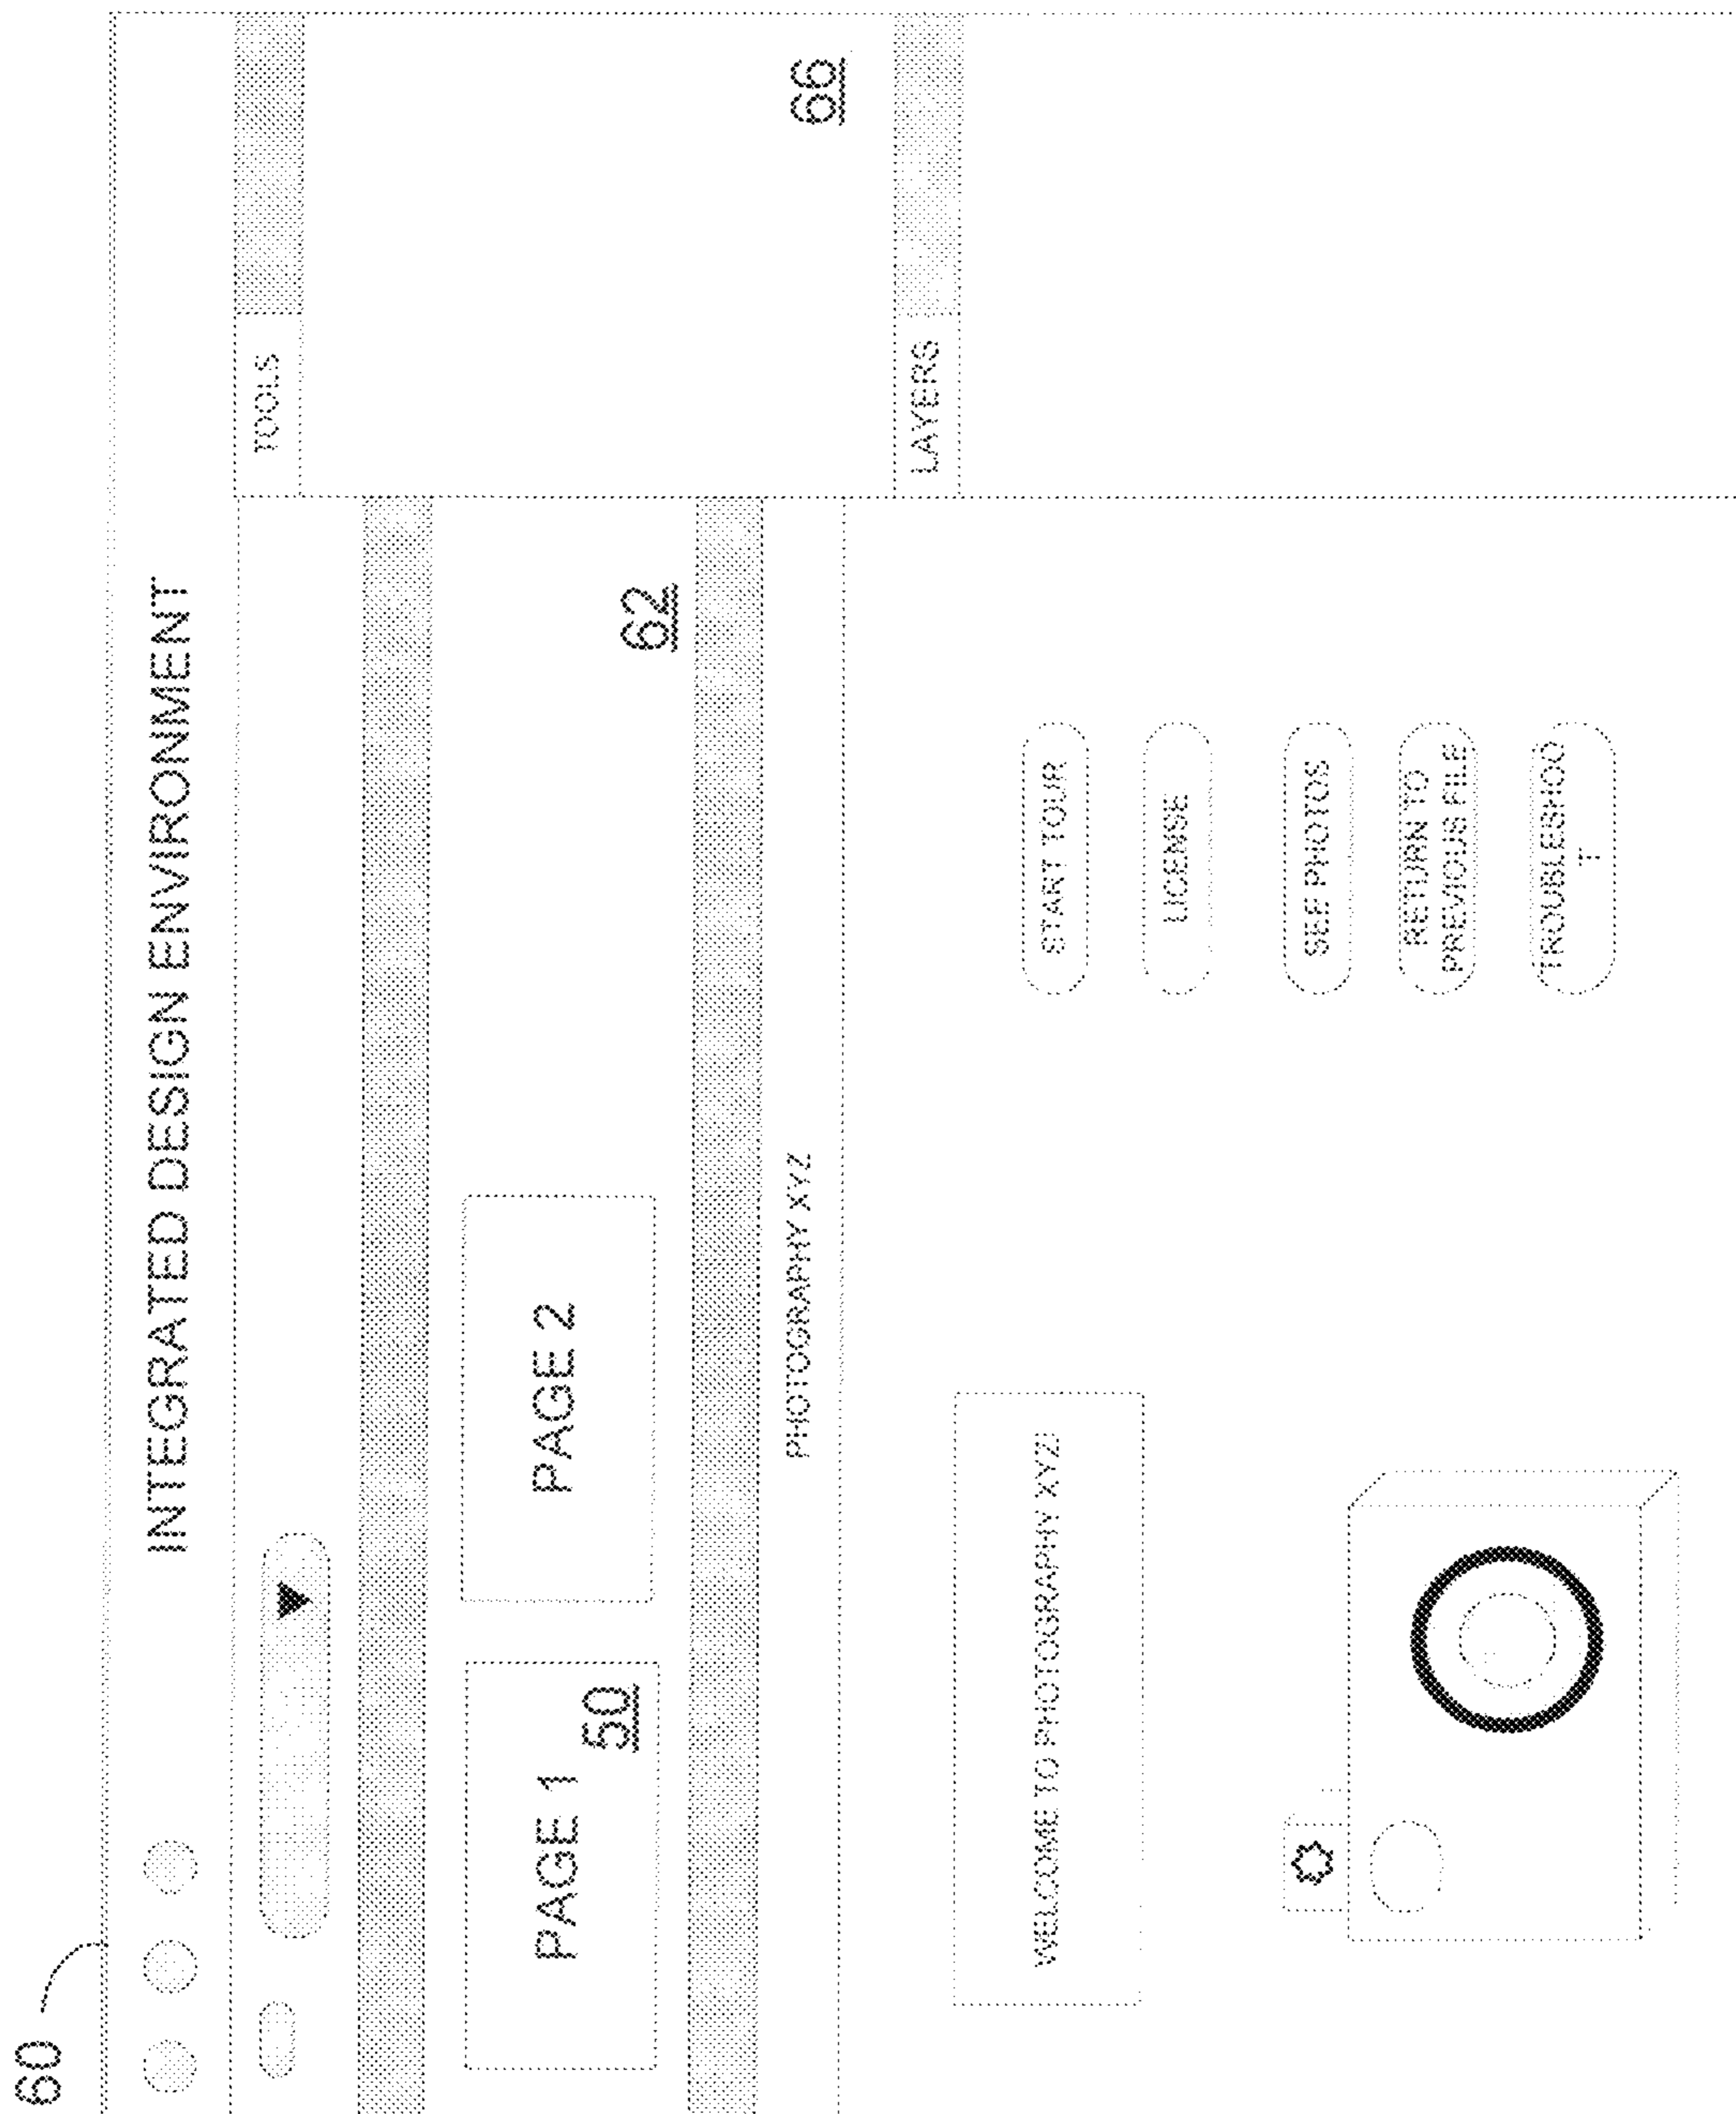 60
INTEGRATED DESIGN ENVIRONMENT
TOOLS
PAGE 1
50
PAGE 2
62
66
PHOTOGRAPHY XYZ
LAYERS
WELCOME TO PHOTOGRAPHY XYZ!
START TOUR
LICENSE
SEE PHOTOS
RETURN TO
PREVIOUS FILE
TROUBLESHOO
T